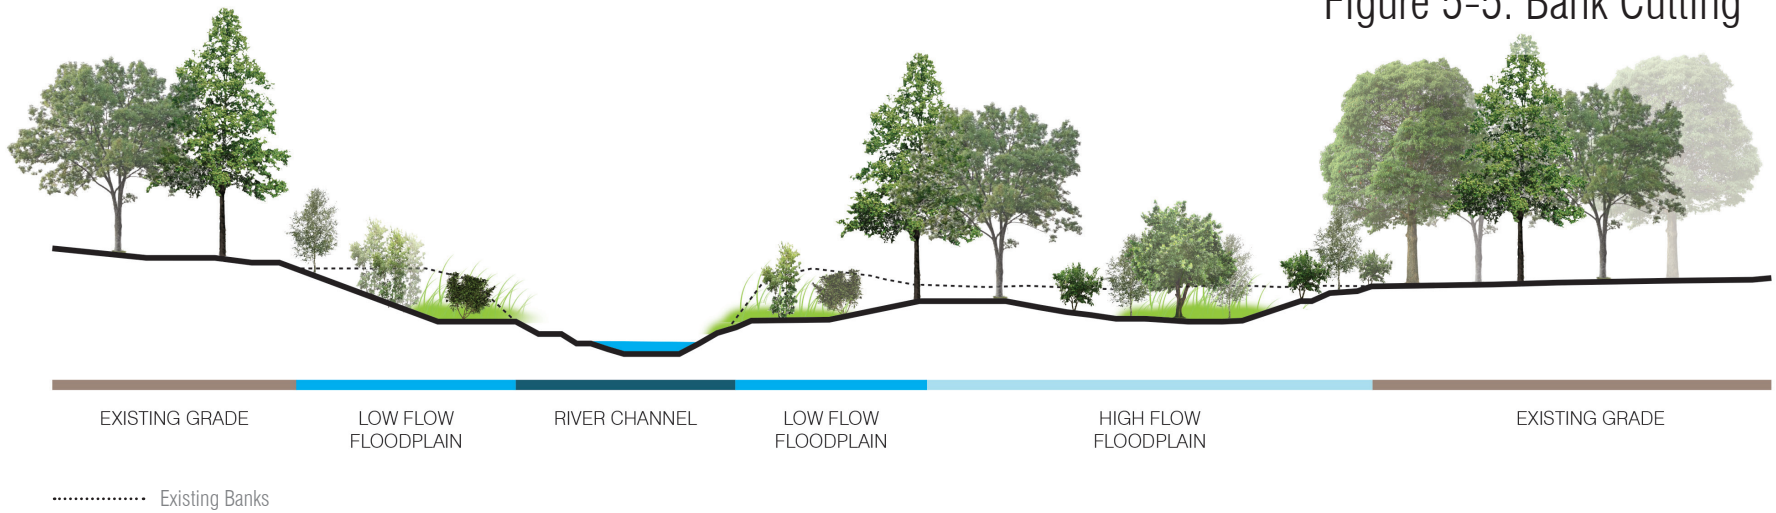 Figure 5-5. Bank Cutting
EXISTING GRADE
LOW FLOW
FLOODPLAIN
RIVER CHANNEL
LOW FLOW
FLOODPLAIN
HIGH FLOW
FLOODPLAIN
EXISTING GRADE
Existing Banks